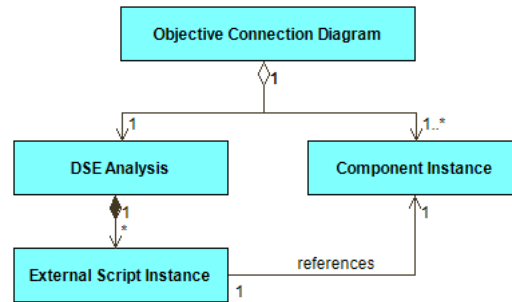 Objective Connection Diagram
1
1
1..*
DSE Analysis
Component Instance
1
1
*
references
External Script Instance
1